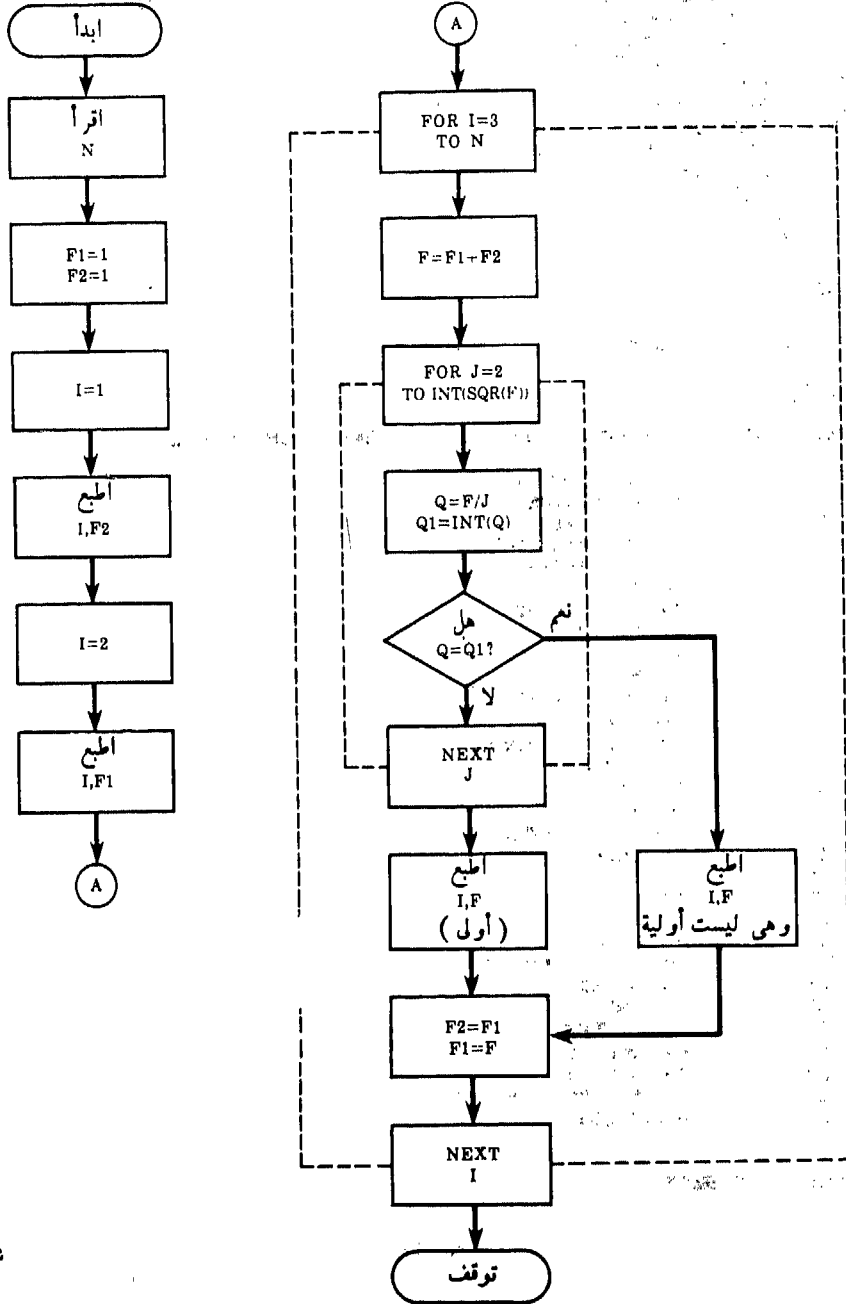 ابدأ
اقرأ
N
F1=1
F2=1
I=1
اطبع
I,F2
I=2
اطبع
I,F1
A
A
FOR I=3
TO N
F=F1+F2
FOR J=2
TO INT(SQR(F))
Q=F/J
Q1=INT(Q)
هل
Q=Q1?
نعم
لا
NEXT
J
اطبع
I,F
(أولى)
اطبع
I,F
وهى ليست أولية
F2=F1
F1=F
NEXT
I
توقف